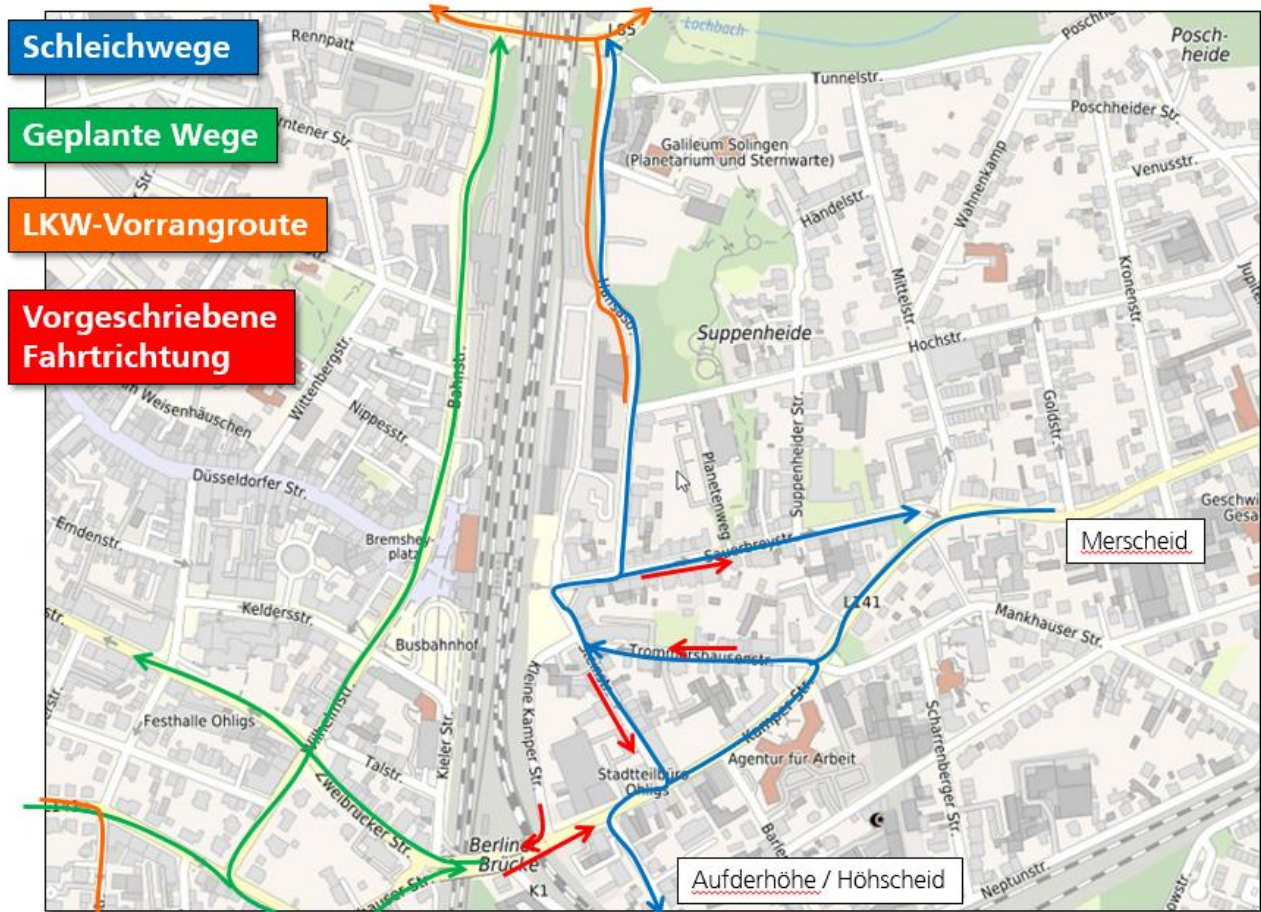 Schleichwege
Geplante Wege
LKW-Vorrangroute
Vorgeschriebene
Fahrtrichtung
Rennpatt
L85
Lochbach
Posch-
heide
Tunnelstr.
Poschheider Str.
Galileum Solingen
(Planetarium und Sternwarte)
Venusstr.
Wahnenkamp
Händelstr.
Mittelstr.
Kronenstr.
Hansastr.
Suppenheide
Hochstr.
Wittenbergstr.
Bahnstr.
Nippesstr.
Weisenhäuschen
Goldstr.
Suppenheider Str.
Planetenweg
Düsseldorfer Str.
Emdenstr.
Bremshey-
platz
Sauerbreystr.
Merscheid
L141
Mankhauser Str.
Keldersstr.
Busbahnhof
Trommershausenstr.
Kleine Kamper Str.
Kamper Str.
Festhalle Ohligs
Wilhelmstr.
Kieler Str.
Talstr.
Zweibrücker Str.
Stadtteilbüro
Ohligs
Agentur für Arbeit
Scharrenberger Str.
Berliner
Brücke
K1
Aufderhöhe / Höhscheid
Neptunstr.